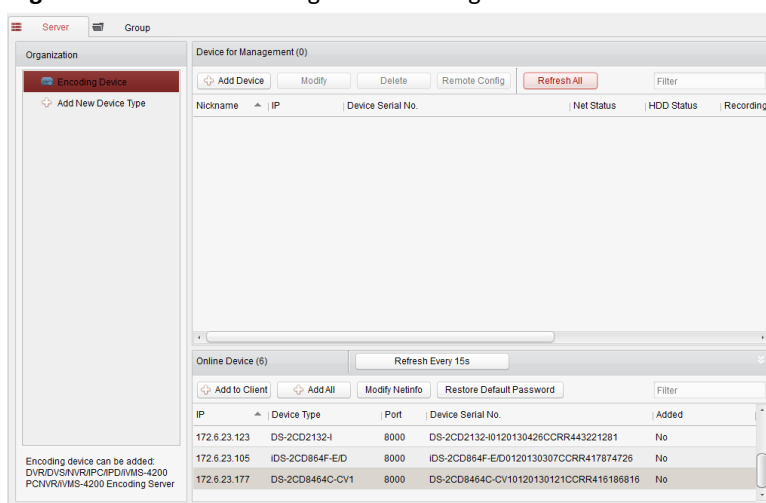 Server Group
Organization
Encoding Device
Add New Device Type
Encoding device can be added:
DVR/DVS/NVR/IPC/IPD/iVMS-4200
PCNVR/iVMS-4200 Encoding Server
Device for Management (0)
Add Device Modify Delete Remote Config Refresh All Filter
Nickname IP Device Serial No. Net Status HDD Status Recording
Online Device (6) Refresh Every 15s
Add to Client Add All Modify Netinfo Restore Default Password Filter
IP Device Type Port Device Serial No. Added
172.6.23.123 DS-2CD2132-I 8000 DS-2CD2132-I0120130426CCRR443221281 No
172.6.23.105 iDS-2CD864F-E/D 8000 iDS-2CD864F-E/D0120130307CCRR417874726 No
172.6.23.177 DS-2CD8464C-CV1 8000 DS-2CD8464C-CV10120130121CCRR416186816 No